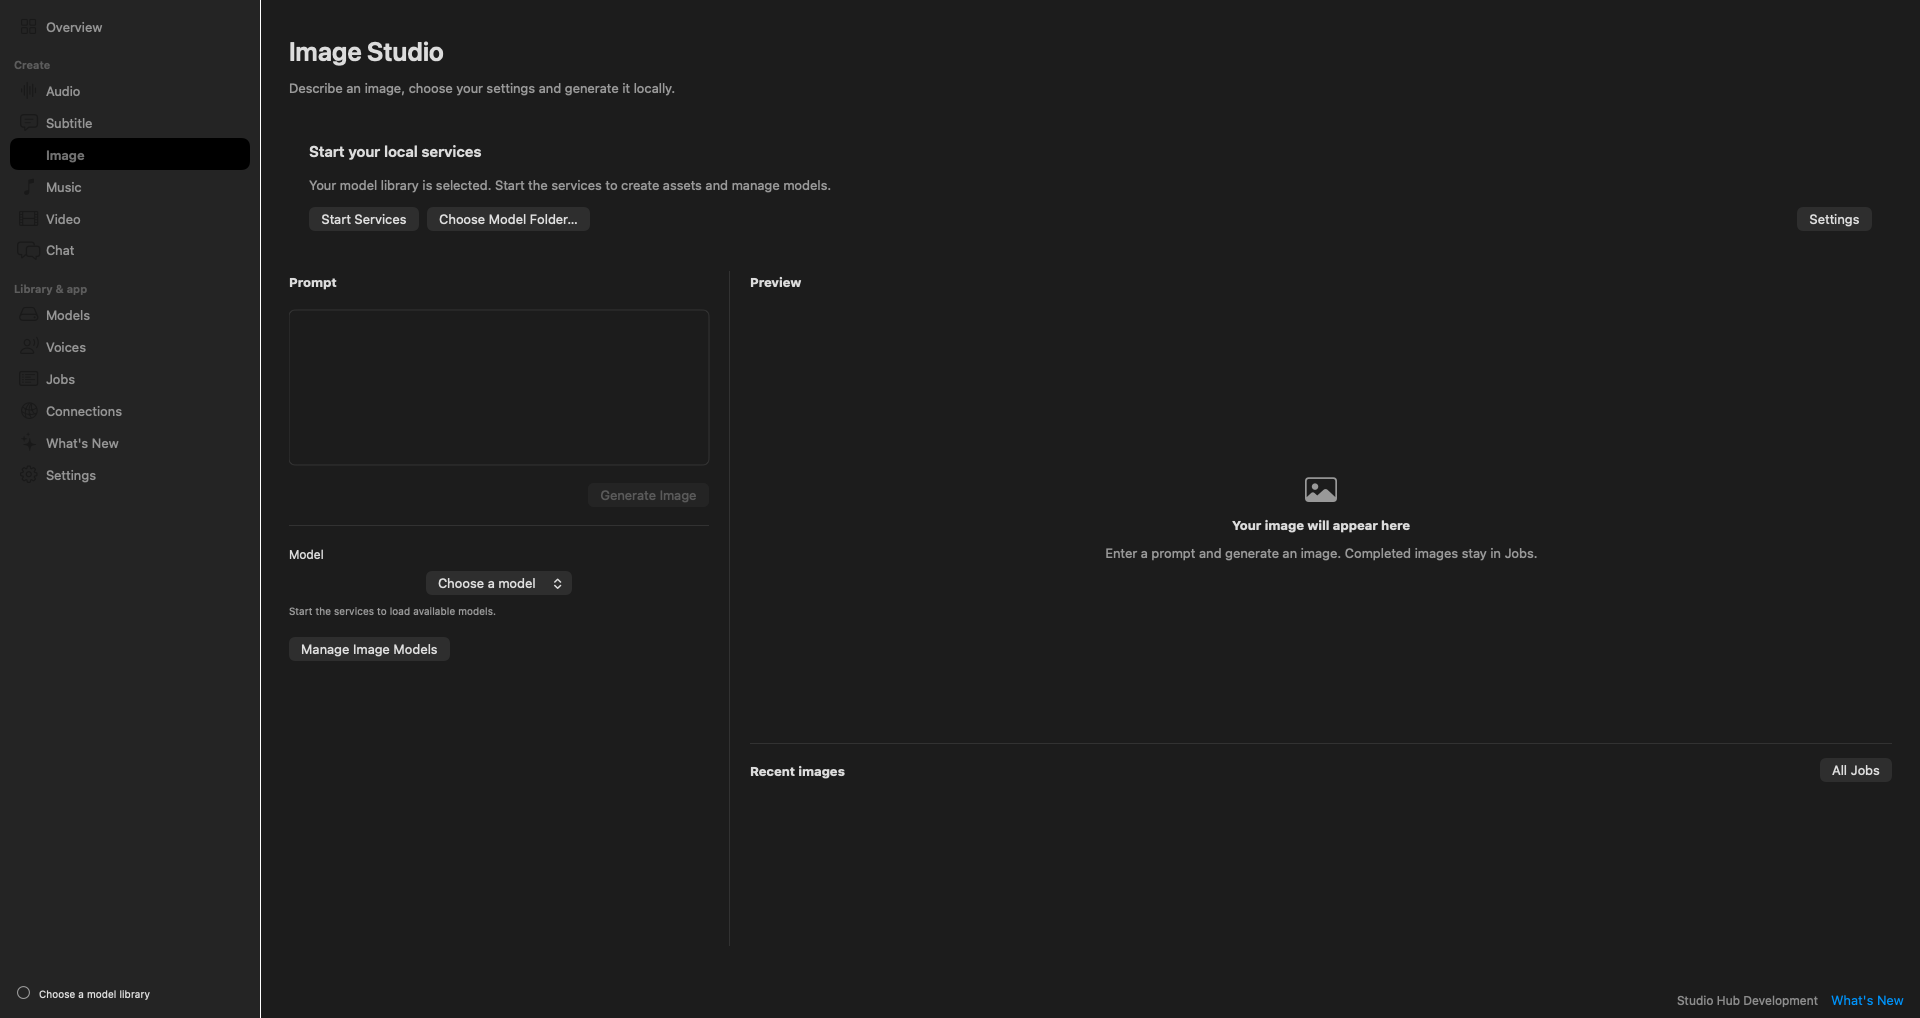 Overview
Create
Audio
Subtitle
Image
Music
Video
Chat
Library & app
Models
Voices
Jobs
Connections
What's New
Settings
Choose a model library
Image Studio
Describe an image, choose your settings and generate it locally.
Start your local services
Your model library is selected. Start the services to create assets and manage models.
Start Services
Choose Model Folder...
Settings
Prompt
Generate Image
Model
Choose a model
Start the services to load available models.
Manage Image Models
Preview
Your image will appear here
Enter a prompt and generate an image. Completed images stay in Jobs.
Recent images
All Jobs
Studio Hub Development
What's New